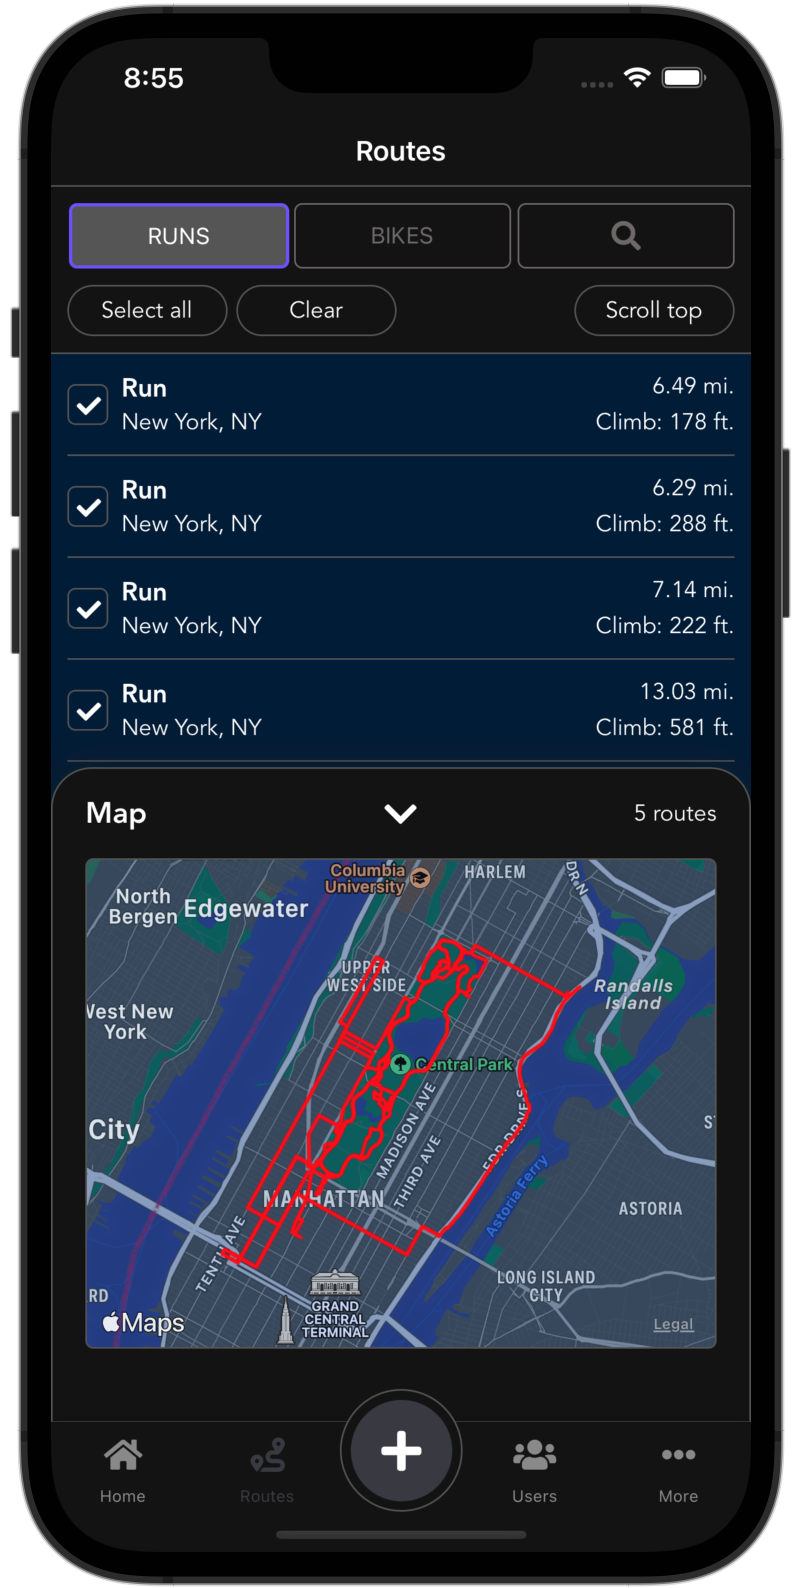 8:55
Routes
RUNS
BIKES
Select all
Clear
Scroll top
Run
6.49 mi.
New York, NY
Climb: 178 ft.
Run
6.29 mi.
New York, NY
Climb: 288 ft.
Run
7.14 mi.
New York, NY
Climb: 222 ft.
Run
13.03 mi.
New York, NY
Climb: 581 ft.
Map
5 routes
Columbia
University
HARLEM
DR N
North
Bergen
Edgewater
UPPER
WEST SIDE
Randalls
Island
West New
York
Central Park
City
MADISON AVE
THIRD AVE
FDR DRIVE S
Astoria Ferry
MANHATTAN
ASTORIA
TENTH AVE
LONG ISLAND
CITY
RD
GRAND
CENTRAL
TERMINAL
Maps
Legal
Home
Routes
Users
More